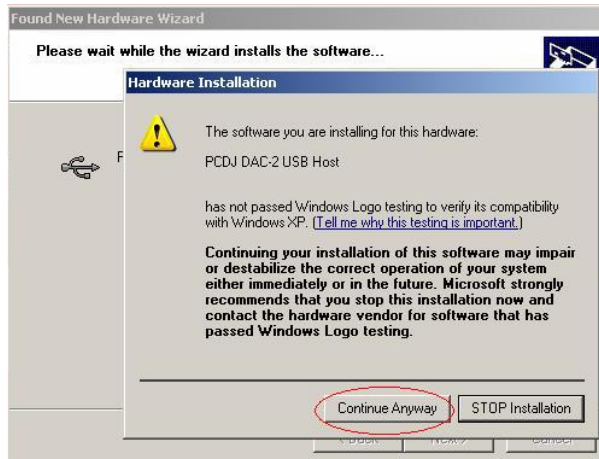 Found New Hardware Wizard
Please wait while the wizard installs the software...
Hardware Installation
The software you are installing for this hardware:
PCDJ DAC-2 USB Host
has not passed Windows Logo testing to verify its compatibility
with Windows XP. (Tell me why this testing is important.)
Continuing your installation of this software may impair
or destabilize the correct operation of your system
either immediately or in the future. Microsoft strongly
recommends that you stop this installation now and
contact the hardware vendor for software that has
passed Windows Logo testing.
Continue Anyway STOP Installation
< Back Next > Cancel